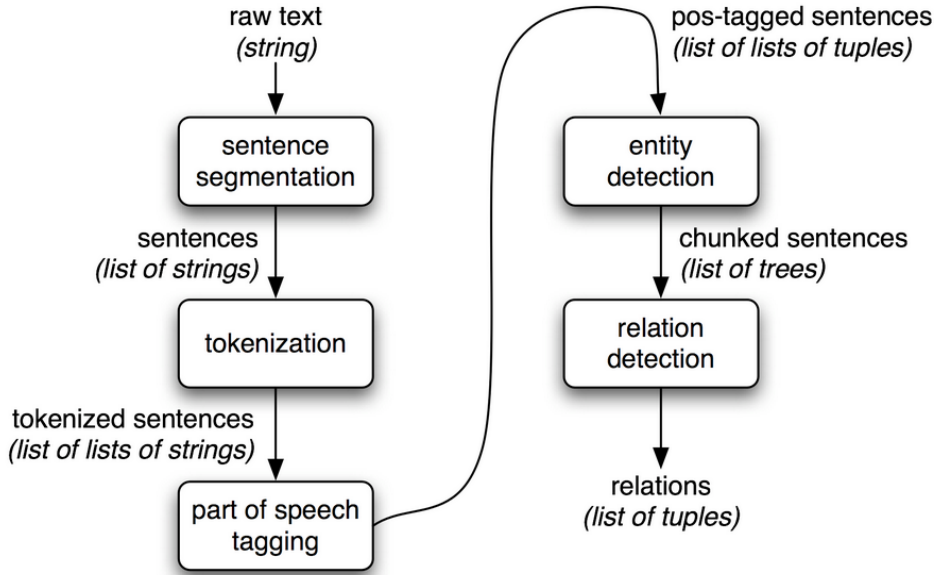 raw text
(string)
sentence
segmentation
sentences
(list of strings)
tokenization
tokenized sentences
(list of lists of strings)
part of speech
tagging
pos-tagged sentences
(list of lists of tuples)
entity
detection
chunked sentences
(list of trees)
relation
detection
relations
(list of tuples)